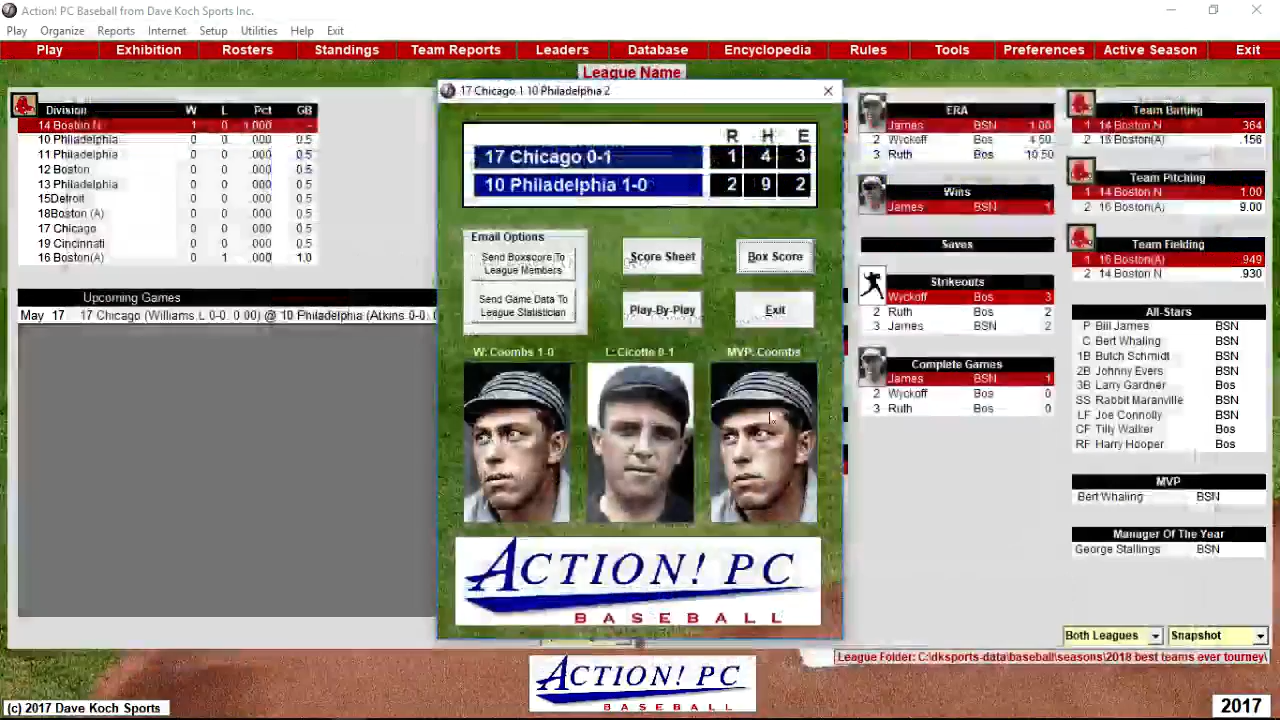 Action! PC Baseball from Dave Koch Sports Inc.
Play Organize Reports Internet Setup Utilities Help Exit
Play Exhibition Rosters Standings Team Reports Leaders Database Encyclopedia Rules Tools Preferences Active Season Exit
League Name
Division W L Pct GB
14 Boston N 1 0 1.000 -
10 Philadelphia 0 0 .000 0.5
11 Philadelphia 0 0 .000 0.5
12 Boston 0 0 .000 0.5
13 Philadelphia 0 0 .000 0.5
15Detroit 0 0 .000 0.5
18Boston (A) 0 0 .000 0.5
17 Chicago 0 0 .000 0.5
19 Cincinnati 0 0 .000 0.5
16 Boston(A) 0 1 .000 1.0
Upcoming Games
May 17 17 Chicago (Williams L 0-0, 0.00) @ 10 Philadelphia (Atkins 0-0,
17 Chicago 1 10 Philadelphia 2
R H E
17 Chicago 0-1 1 4 3
10 Philadelphia 1-0 2 9 2
Email Options
Send Boxscore To
League Members
Send Game Data To
League Statistician
Score Sheet
Box Score
Play-By-Play
Exit
W: Coombs 1-0
L: Cicotte 0-1
MVP: Coombs
ACTION! PC
BASEBALL
ERA
James BSN 1.00
2 Wyckoff Bos 4.50
3 Ruth Bos 10.50
Wins
James BSN 1
Saves
Strikeouts
Wyckoff Bos 3
2 Ruth Bos 2
3 James BSN 2
Complete Games
James BSN 1
2 Wyckoff Bos 0
3 Ruth Bos 0
Team Batting
1 14 Boston N .364
2 16 Boston(A) .156
Team Pitching
1 14 Boston N 1.00
2 16 Boston(A) 9.00
Team Fielding
1 16 Boston(A) .949
2 14 Boston N .930
All-Stars
P Bill James BSN
C Bert Whaling BSN
1B Butch Schmidt BSN
2B Johnny Evers BSN
3B Larry Gardner Bos
SS Rabbit Maranville BSN
LF Joe Connolly BSN
CF Tilly Walker Bos
RF Harry Hooper Bos
MVP
Bert Whaling BSN
Manager Of The Year
George Stallings BSN
Both Leagues
Snapshot
League Folder: C:\dksports-data\baseball\seasons\2018 best teams ever tourney\
ACTION! PC
BASEBALL
(c) 2017 Dave Koch Sports
2017